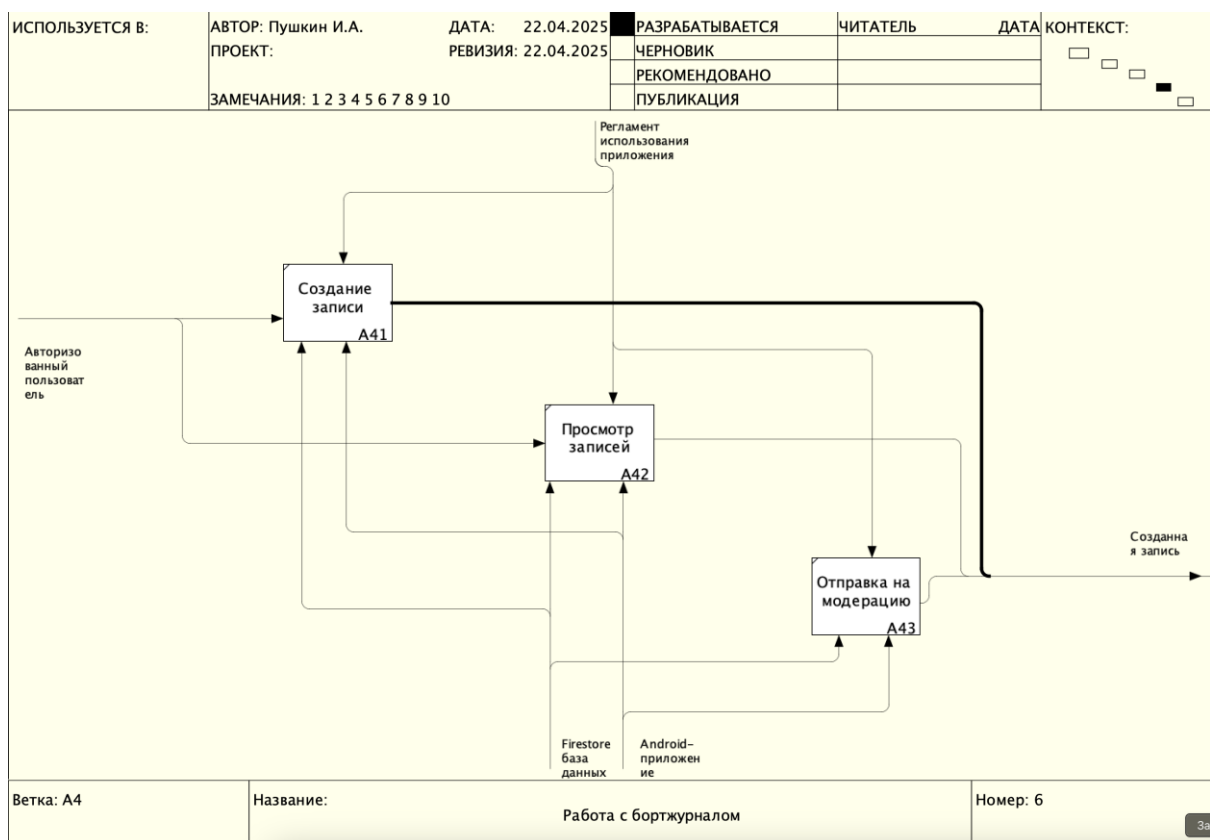 ИСПОЛЬЗУЕТСЯ В:
АВТОР: Пушкин И.А.
ДАТА: 22.04.2025
РАЗРАБАТЫВАЕТСЯ
ЧИТАТЕЛЬ
ДАТА
КОНТЕКСТ:
ПРОЕКТ:
РЕВИЗИЯ: 22.04.2025
ЧЕРНОВИК
РЕКОМЕНДОВАНО
ЗАМЕЧАНИЯ: 1 2 3 4 5 6 7 8 9 10
ПУБЛИКАЦИЯ
Регламент
использования
приложения
Создание
записи
A41
Авторизо
ванный
пользоват
ель
Просмотр
записей
A42
Созданна
я запись
Отправка на
модерацию
A43
Firestore
база
данных
Android-
приложен
ие
Ветка: A4
Название:
Работа с бортжурналом
Номер: 6